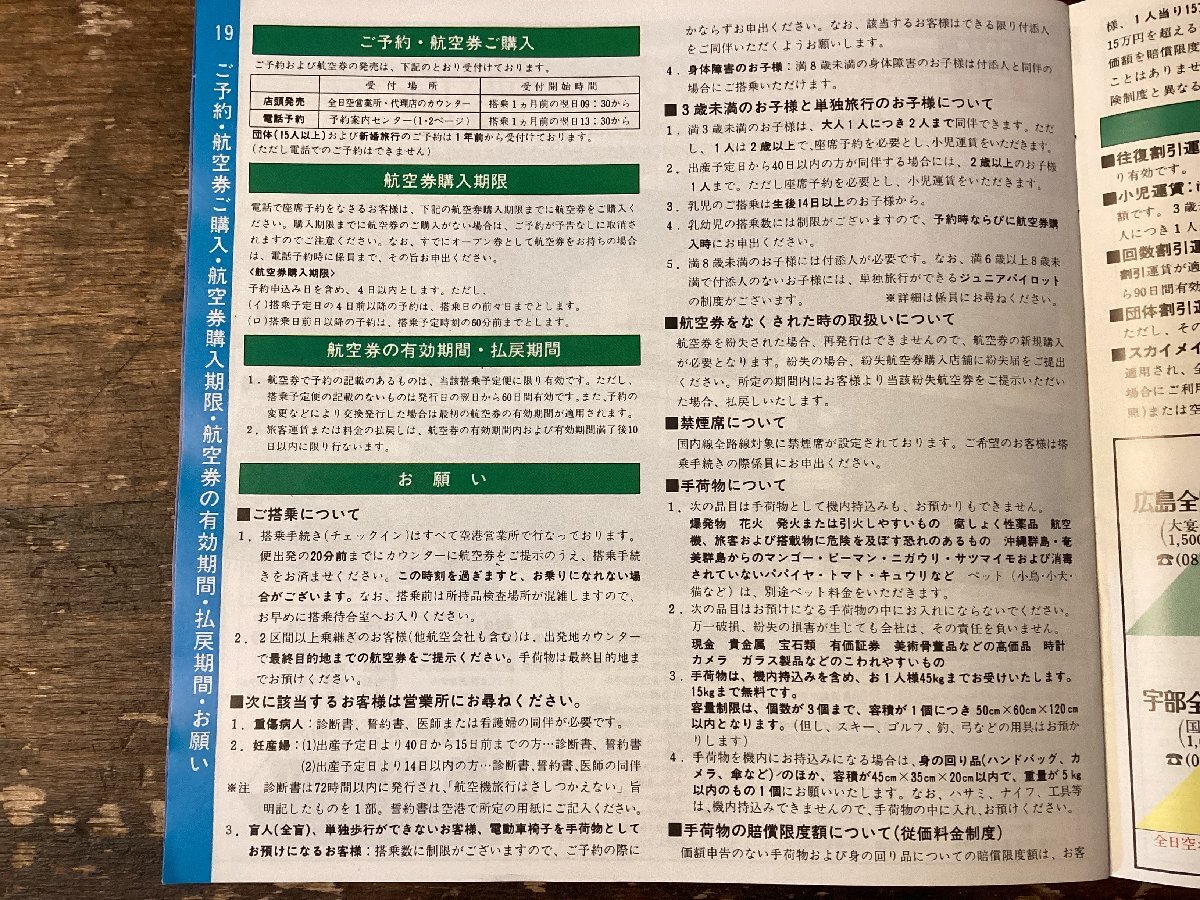 19
ご予約・航空券ご購入・航空券購入期限・航空券の有効期間・払戻期間・お願い
ご予約・航空券ご購入
ご予約および航空券の発売は、下記のとおり受付けております。
受付場所 受付開始時間
店頭発売 全日空営業所・代理店のカウンター 搭乗1ヵ月前の翌日09:30から
電話予約 予約案内センター(1・2ページ) 搭乗1ヵ月前の翌日13:30から
団体(15人以上)および新婚旅行のご予約は1年前から受付けております。
(ただし電話でのご予約はできません)
航空券購入期限
電話で座席予約をなさるお客様は、下記の航空券購入期限までに航空券をご購入く
ださい。購入期限までに航空券のご購入がない場合は、ご予約が予告なしに取消さ
れますのでご注意ください。なお、すでにオープン券として航空券をお持ちの場合
は、電話予約時に係員まで、その旨お申出ください。
<航空券購入期限>
予約申込み日を含め、4日以内とします。ただし、
(イ)搭乗予定日の4日前以降の予約は、搭乗日の前々日までとします。
(ロ)搭乗日前日以降の予約は、搭乗予定時刻の60分前までとします。
航空券の有効期間・払戻期間
1. 航空券で予約の記載のあるものは、当該搭乗予定便に限り有効です。ただし、
搭乗予定便の記載のないものは発行日の翌日から60日間有効です。また、予約の
変更などにより交換発行した場合は最初の航空券の有効期間が適用されます。
2. 旅客運賃または料金の払戻しは、航空券の有効期間内および有効期間満了後10
日以内に限り行ないます。
お願い
■ご搭乗について
1. 搭乗手続き(チェックイン)はすべて空港営業所で行なっております。
便出発の20分前までにカウンターに航空券をご提示のうえ、搭乗手続
きをお済ませください。この時刻を過ぎますと、お乗りになれない場
合がございます。なお、搭乗前は所持品検査場所が混雑しますので、
お早めに搭乗待合室へお入りください。
2. 2区間以上乗継ぎのお客様(他航空会社も含む)は、出発地カウンター
で最終目的地までの航空券をご提示ください。手荷物は最終目的地ま
でお預けください。
■次に該当するお客様は営業所にお尋ねください。
1. 重傷病人:診断書、誓約書、医師または看護婦の同伴が必要です。
2. 妊産婦:(1)出産予定日より40日から15日前までの方…診断書、誓約書
(2)出産予定日より14日以内の方…診断書、誓約書、医師の同伴
※注 診断書は72時間以内に発行され、「航空機旅行はさしつかえない」旨
明記したものを1部。誓約書は空港で所定の用紙にご記入ください。
3. 盲人(全盲)、単独歩行ができないお客様、電動車椅子を手荷物として
お預けになるお客様:搭乗数に制限がございますので、ご予約の際に
かならずお申出ください。なお、該当するお客様はできる限り付添人
をご同伴いただくようお願いします。
4. 身体障害のお子様:満8歳未満の身体障害のお子様は付添人と同伴の
場合にご搭乗いただけます。
■3歳未満のお子様と単独旅行のお子様について
1. 満3歳未満のお子様は、大人1人につき2人まで同伴できます。ただ
し、1人は2歳以上で、座席予約を必要とし、小児運賃をいただきます。
2. 出産予定日から40日以内の方が同伴する場合には、2歳以上のお子様
1人まで。ただし座席予約を必要とし、小児運賃をいただきます。
3. 乳児のご搭乗は生後14日以上のお子様から。
4. 乳幼児の搭乗数には制限がございますので、予約時ならびに航空券購
入時にお申出ください。
5. 満8歳未満のお子様には付添人が必要です。なお、満6歳以上8歳未
満で付添人のないお子様には、単独旅行ができるジュニアパイロット
の制度がございます。 ※詳細は係員にお尋ねください。
■航空券をなくされた時の取扱いについて
航空券を紛失された場合、再発行はできませんので、航空券の新規購入
が必要となります。紛失の場合、紛失航空券購入店舗に紛失届をご提出
ください。所定の期間内にお客様より当該紛失航空券をご提示いただい
た場合、払戻しいたします。
■禁煙席について
国内線全路線対象に禁煙席が設定されております。ご希望のお客様は搭
乗手続きの際係員にお申出ください。
■手荷物について
1. 次の品目は手荷物として機内持込みも、お預かりもできません。
爆発物 花火 発火または引火しやすいもの 腐しょく性薬品 航空
機、旅客および搭載物に危険を及ぼす恐れのあるもの 沖縄群島・奄
美群島からのマンゴー・ピーマン・ニガウリ・サツマイモおよび消毒
されていないパパイヤ・トマト・キュウリなど ペット(小鳥・小犬・
猫など)は、別途ペット料金をいただきます。
2. 次の品目はお預けになる手荷物の中にお入れにならないでください。
万一破損、紛失の損害が生じても会社は、その責任を負いません。
現金 貴金属 宝石類 有価証券 美術骨董品などの高価品 時計
カメラ ガラス製品などのこわれやすいもの
3. 手荷物は、機内持込みを含め、お1人様45kgまでお受けいたします。
15kgまで無料です。
容量制限は、個数が3個まで、容積が1個につき50cm×60cm×120cm
以内となります。(但し、スキー、ゴルフ、釣、弓などの用具はお預か
りします)
4. 手荷物を機内にお持込みになる場合は、身の回り品(ハンドバッグ、カ
メラ、傘など)のほか、容積が45cm×35cm×20cm以内で、重量が5kg
以内のもの1個にお願いいたします。なお、ハサミ、ナイフ、工具等
は、機内持込みできませんので、手荷物の中に入れ、お預けください。
■手荷物の賠償限度額について(従価料金制度)
価額申告のない手荷物および身の回り品についての賠償限度額は、お客
様、1人当り15万
15万円を超える
価額を賠償限度
ことはありませ
険制度と異なる
■往復割引運
り有効です。
■小児運賃:
額です。3歳
人につき1人
■回数割引運
割引運賃が適
ら90日間有効
■団体割引運
ただし、その
■スカイメイ
適用され、全
場合にご利用
照)または空
広島全
(大宴
(1,500
☎(08
宇部全
(国
(1,
☎(0
全日空